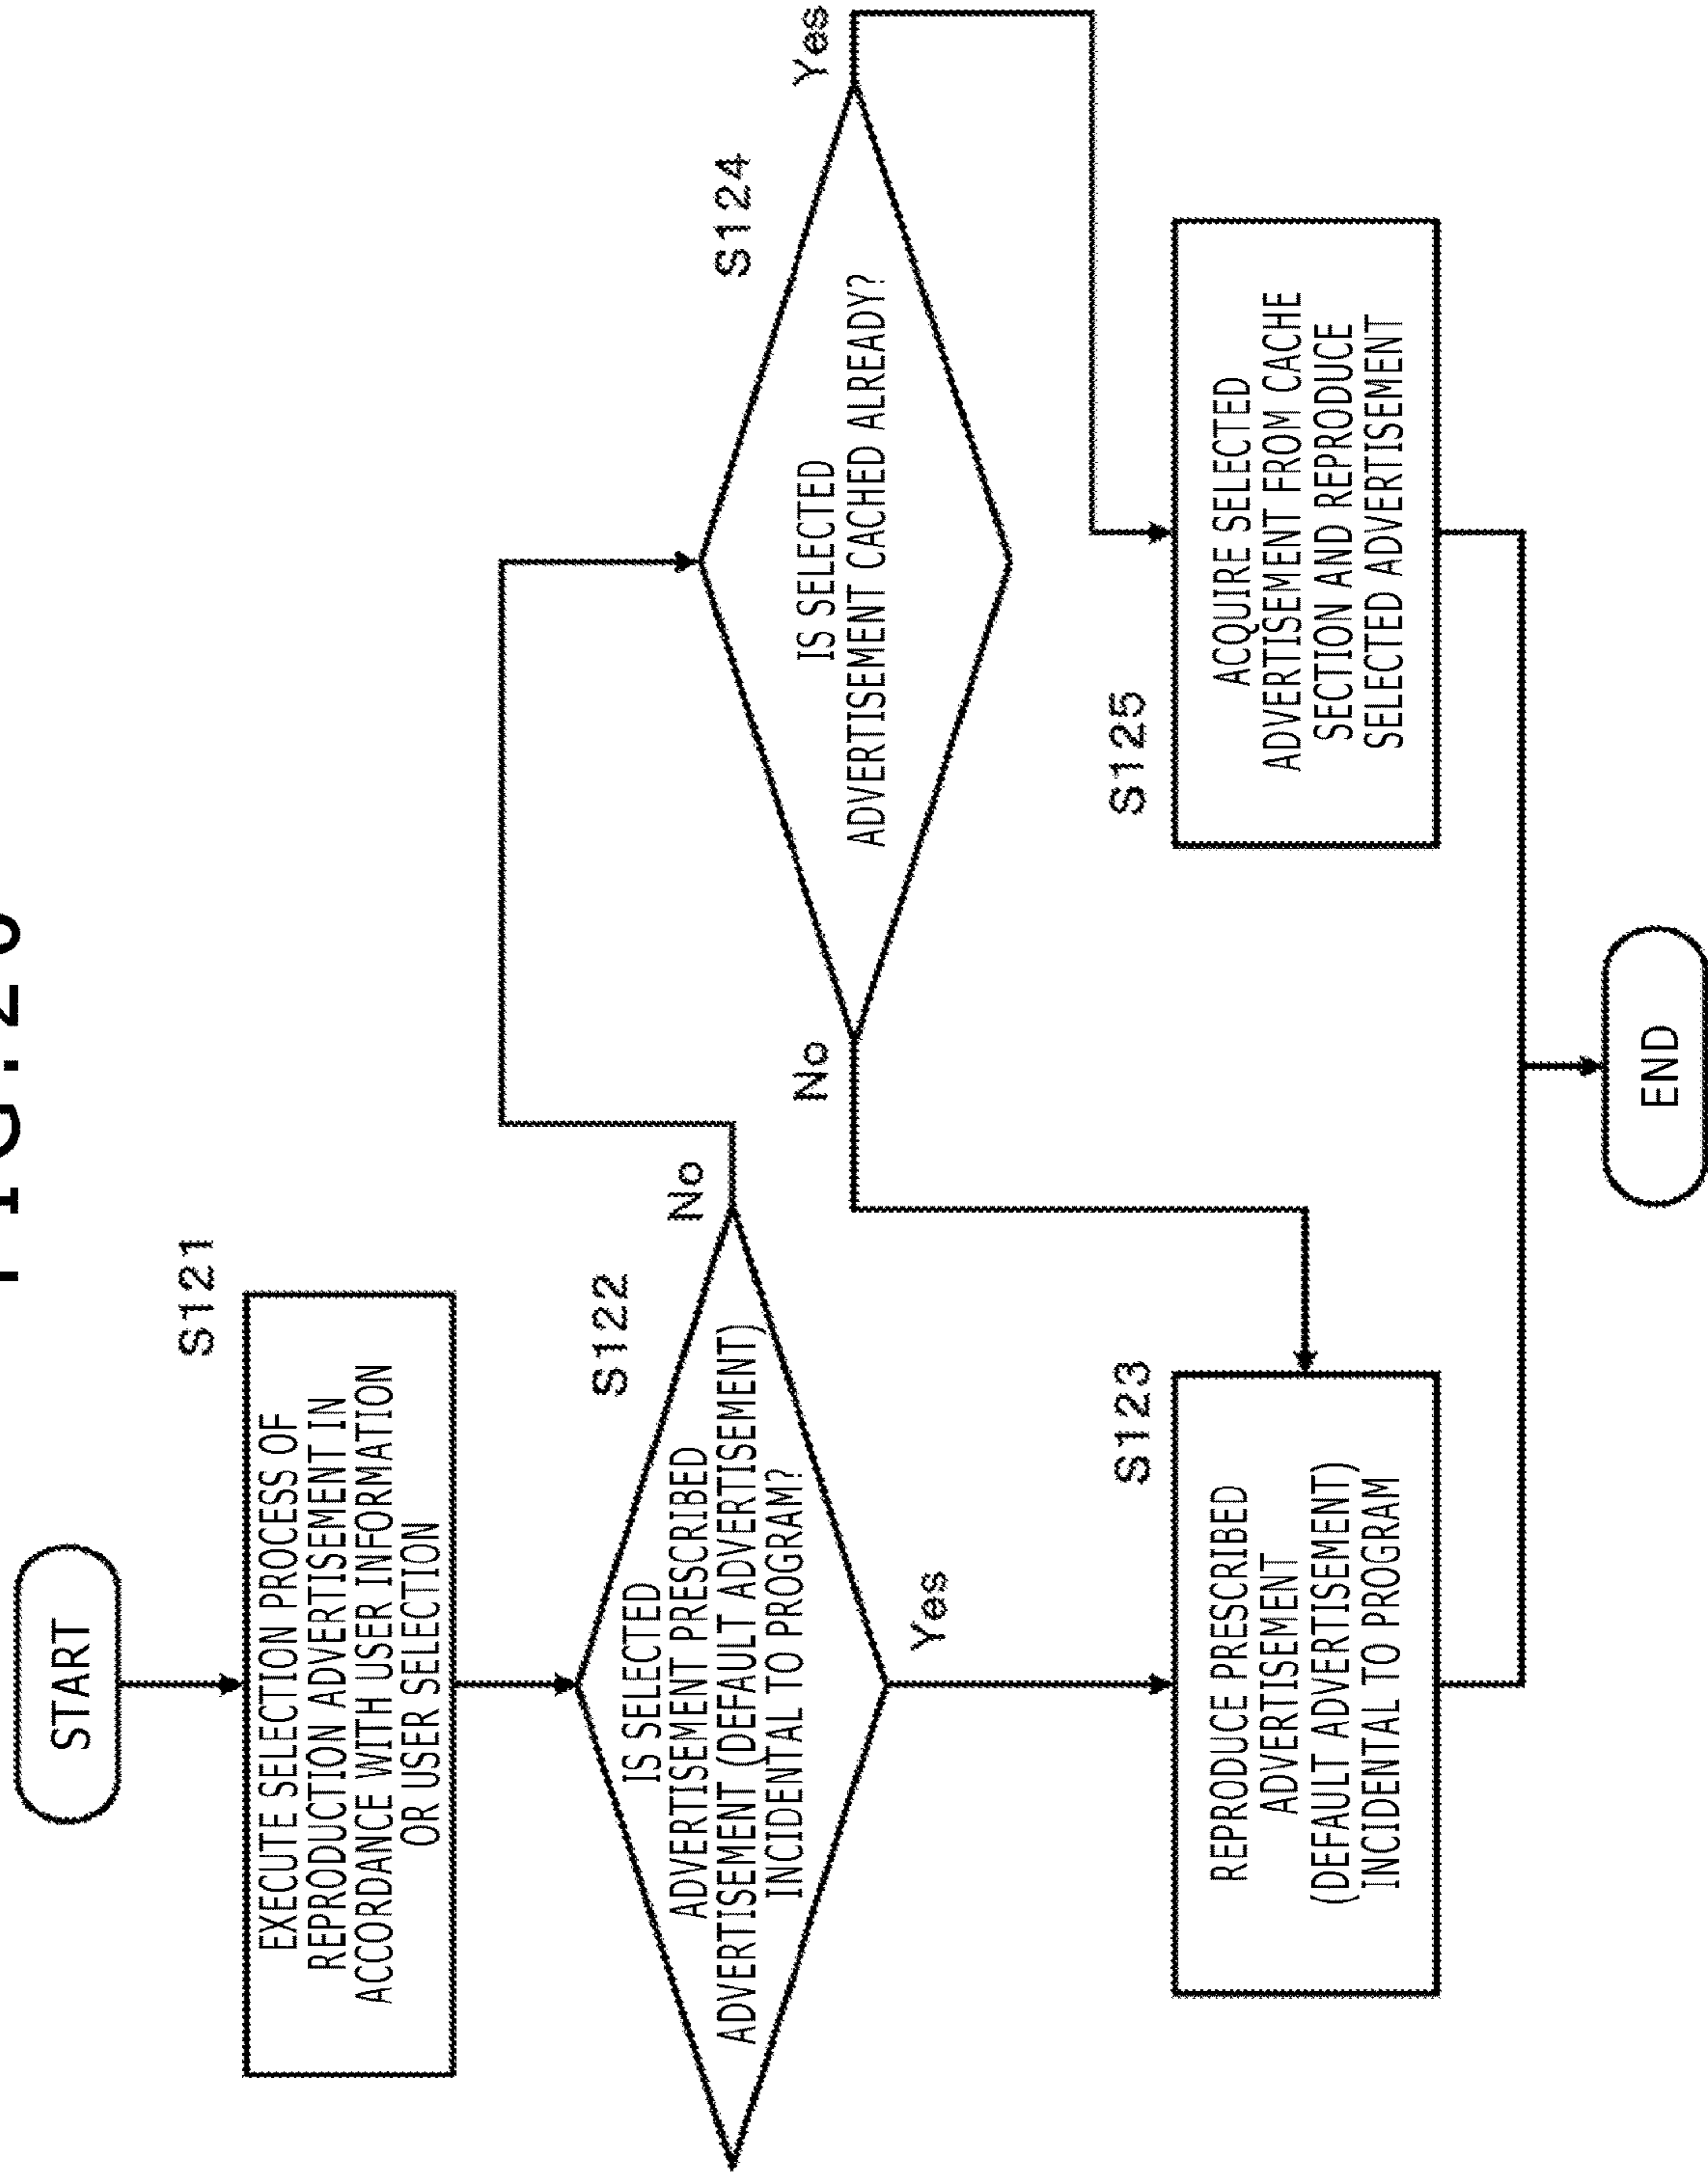 START
S121
EXECUTE SELECTION PROCESS OF
REPRODUCTION ADVERTISEMENT IN
ACCORDANCE WITH USER INFORMATION
OR USER SELECTION
S122
IS SELECTED
ADVERTISEMENT PRESCRIBED
ADVERTISEMENT (DEFAULT ADVERTISEMENT)
INCIDENTAL TO PROGRAM?
No
Yes
S124
IS SELECTED
ADVERTISEMENT CACHED ALREADY?
No
Yes
S123
REPRODUCE PRESCRIBED
ADVERTISEMENT
(DEFAULT ADVERTISEMENT)
INCIDENTAL TO PROGRAM
S125
ACQUIRE SELECTED
ADVERTISEMENT FROM CACHE
SECTION AND REPRODUCE
SELECTED ADVERTISEMENT
END